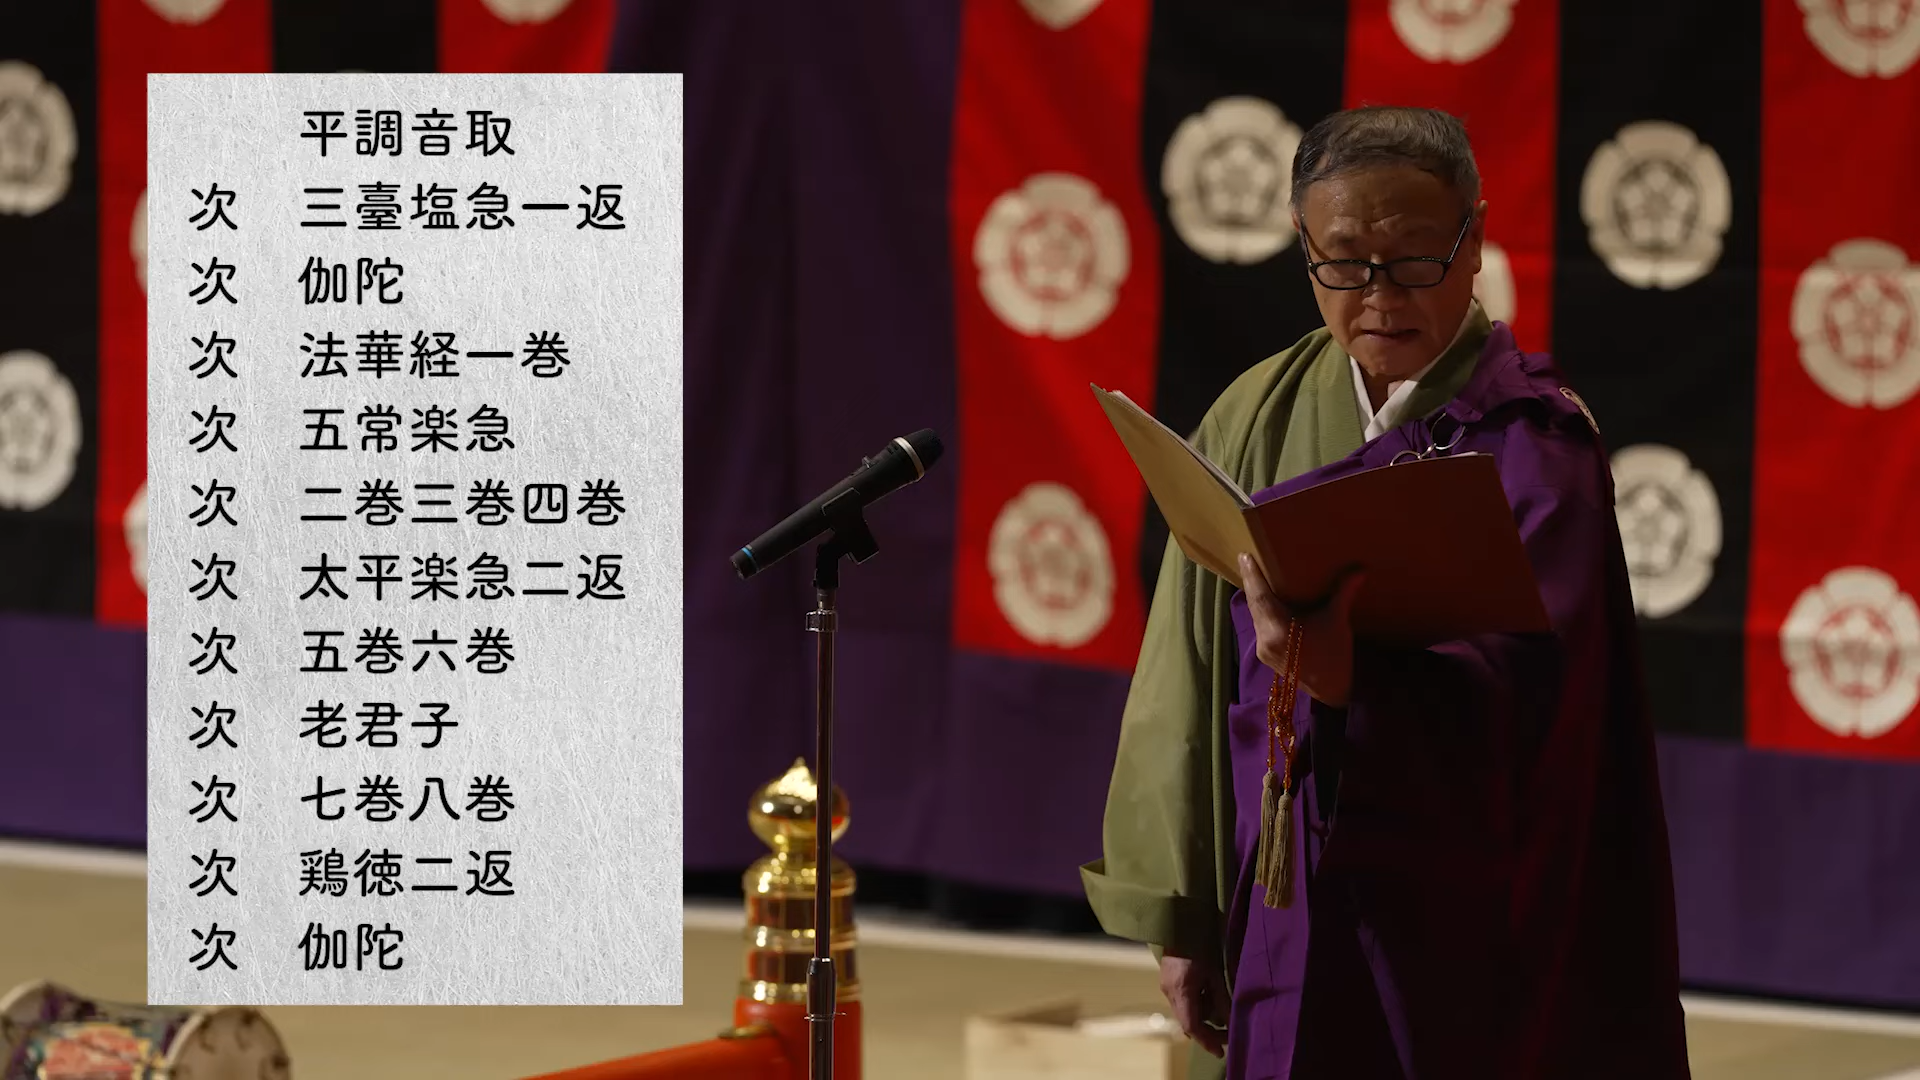 平調音取
次 三臺塩急一返
次 伽陀
次 法華経一巻
次 五常楽急
次 二巻三巻四巻
次 太平楽急二返
次 五巻六巻
次 老君子
次 七巻八巻
次 鶏徳二返
次 伽陀